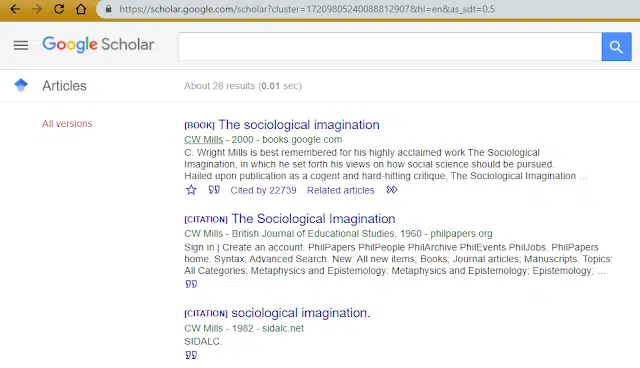 https://scholar.google.com/scholar?cluster=17209805240088812907&hl=en&as_sdt=0,5
Google Scholar
Articles
About 28 results (0.01 sec)
All versions
[BOOK] The sociological imagination
CW Mills - 2000 - books.google.com
C. Wright Mills is best remembered for his highly acclaimed work The Sociological
Imagination, in which he set forth his views on how social science should be pursued.
Hailed upon publication as a cogent and hard-hitting critique, The Sociological Imagination ...
Cited by 22739 Related articles
[CITATION] The Sociological Imagination
CW Mills - British Journal of Educational Studies, 1960 - philpapers.org
Sign in | Create an account. PhilPapers PhilPeople PhilArchive PhilEvents PhilJobs. PhilPapers
home. Syntax; Advanced Search. New: All new items; Books; Journal articles; Manuscripts. Topics:
All Categories; Metaphysics and Epistemology: Metaphysics and Epistemology; Epistemology; ...
[CITATION] sociological imagination.
CW Mills - 1982 - sidalc.net
SIDALC.